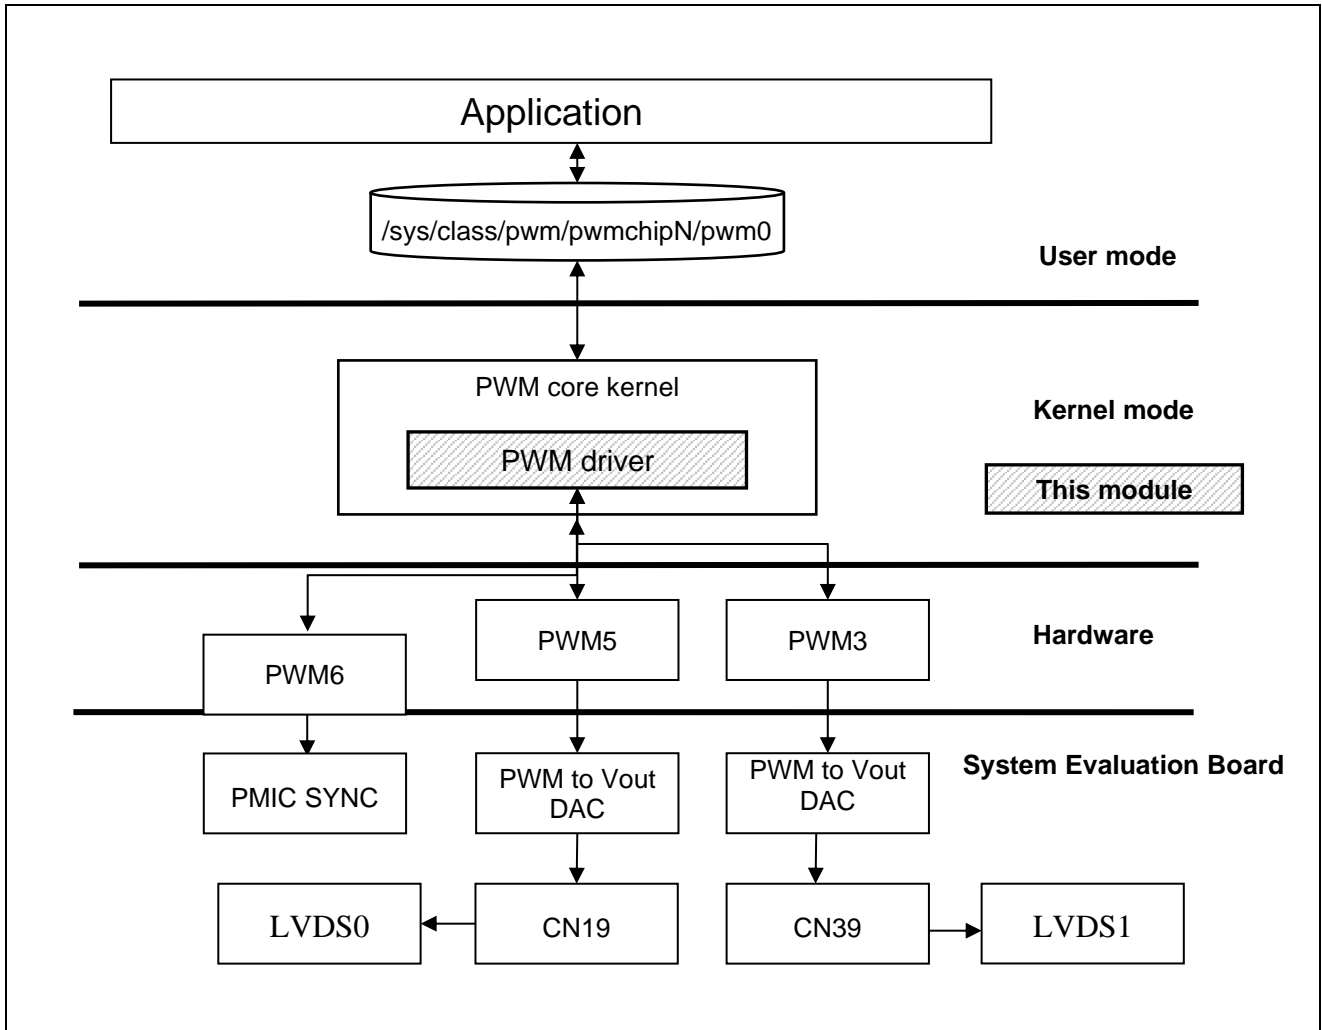 Application
/sys/class/pwm/pwmchipN/pwm0
User mode
PWM core kernel
Kernel mode
PWM driver
This module
PWM5
PWM3
Hardware
PWM6
PWM to Vout
DAC
PWM to Vout
DAC
System Evaluation Board
PMIC SYNC
LVDS0
CN19
CN39
LVDS1